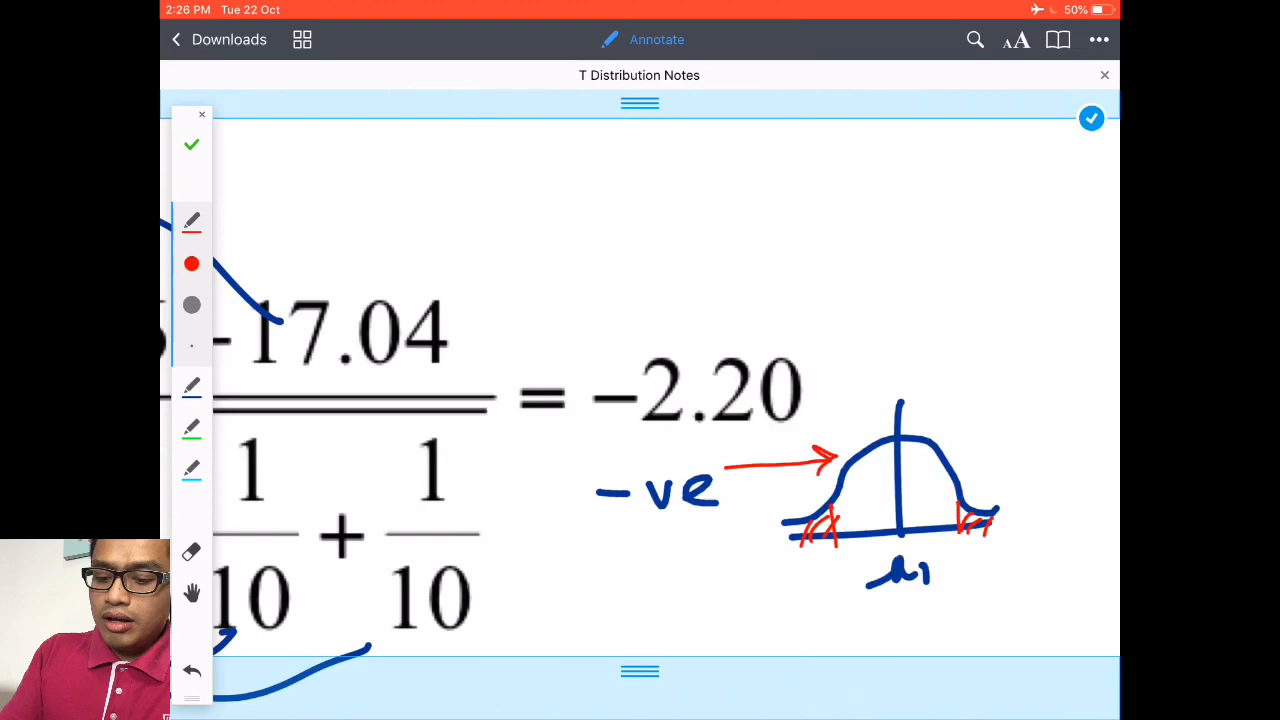 2:26 PM Tue 22 Oct 50%
Downloads Annotate AA
T Distribution Notes
- 17.04
= -2.20
1 1
+
10 10
-ve